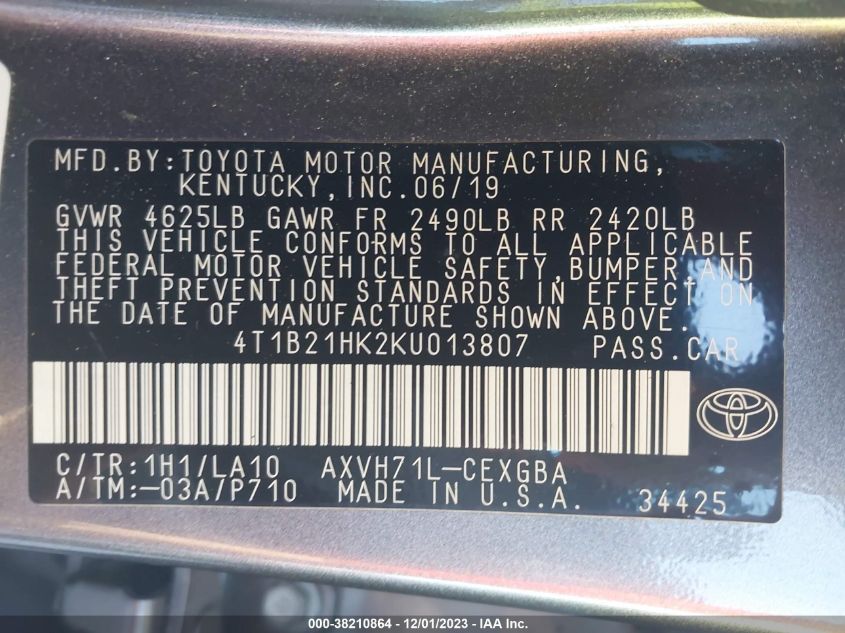 MFD.BY:TOYOTA MOTOR MANUFACTURING,
KENTUCKY,INC.06/19
GVWR 4625LB GAWR FR 2490LB RR 2420LB
THIS VEHICLE CONFORMS TO ALL APPLICABLE
FEDERAL MOTOR VEHICLE SAFETY,BUMPER,AND
THEFT PREVENTION STANDARDS IN EFFECT ON
THE DATE OF MANUFACTURE SHOWN ABOVE.
4T1B21HK2KU013807 PASS.CAR
C/TR:1H1/LA10 AXVH71L-CEXGBA
A/TM:-03A/P710 MADE IN U.S.A. 34425
000-38210864 - 12/01/2023 - IAA Inc.